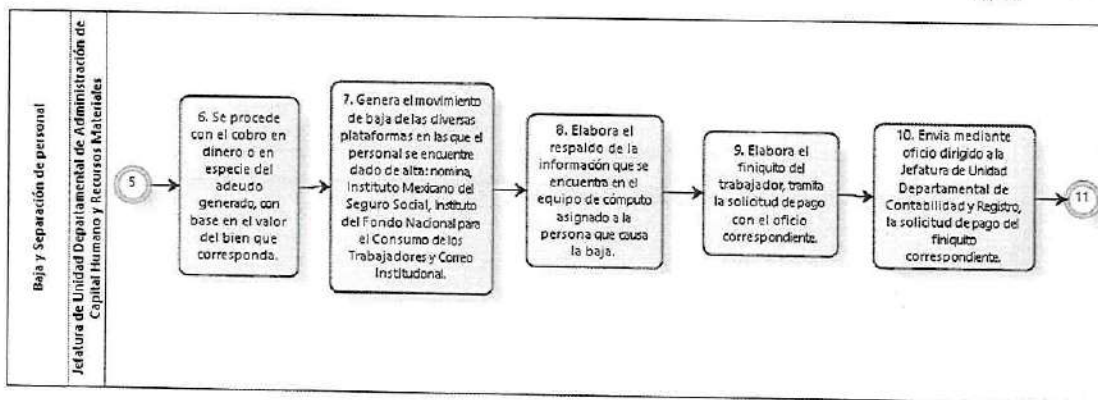 Baja y Separación de personal
Jefatura de Unidad Departamental de Administración de
Capital Humano y Recursos Materiales
5
6. Se procede
con el cobro en
dinero o en
especie del
adeudo
generado, con
base en el valor
del bien que
corresponda.
7. Genera el movimiento
de baja de las diversas
plataformas en las que el
personal se encuentre
dado de alta: nomina,
Instituto Mexicano del
Seguro Social, Instituto
del Fondo Nacional para
el Consumo de los
Trabajadores y Correo
Institucional.
8. Elabora el
respaldo de la
información que se
encuentra en el
equipo de cómputo
asignado a la
persona que causa
la baja.
9. Elabora el
finiquito del
trabajador, tramita
la solicitud de pago
con el oficio
correspondiente.
10. Envia mediante
oficio dirigido a la
Jefatura de Unidad
Departamental de
Contabilidad y Registro,
la solicitud de pago del
finiquito
correspondiente.
11